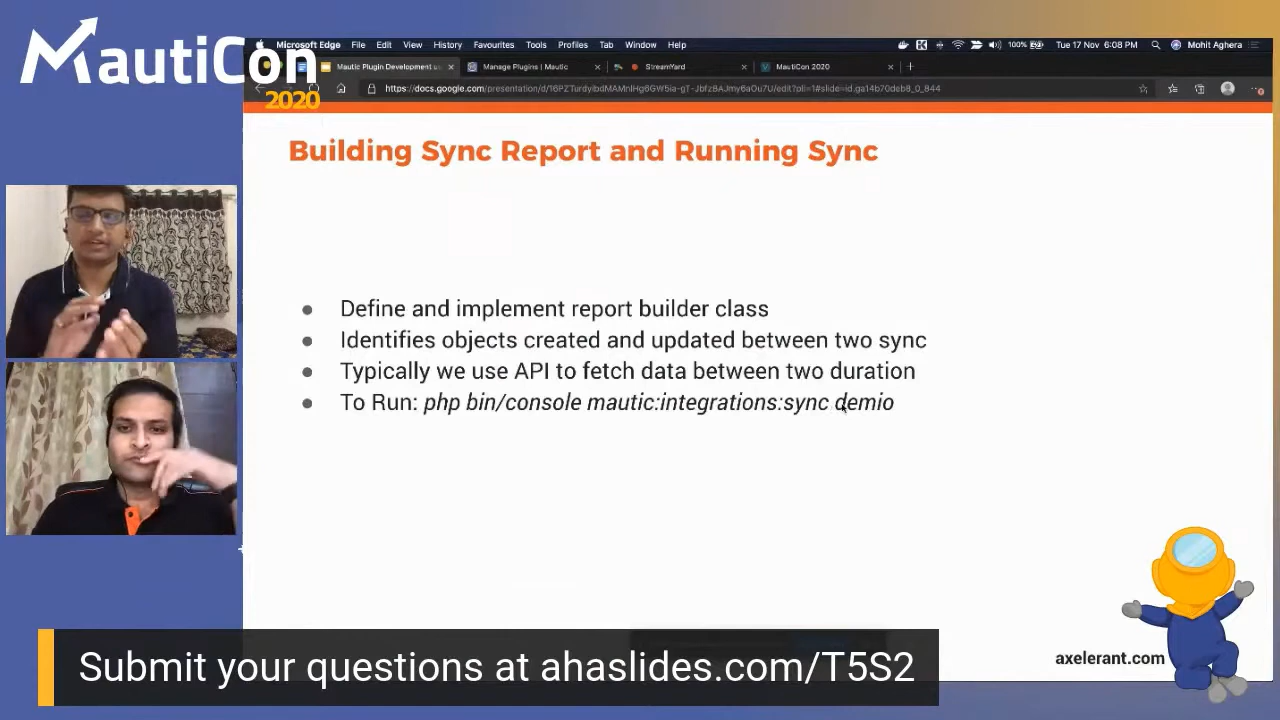 MautiCon
2020
Microsoft Edge File Edit View History Favourites Tools Profiles Tab Window Help 100% Tue 17 Nov 6:08 PM Mohit Aghera
Mautic Plugin Development us Manage Plugins | Mautic StreamYard MautiCon 2020
Building Sync Report and Running Sync
● Define and implement report builder class
● Identifies objects created and updated between two sync
● Typically we use API to fetch data between two duration
● To Run: php bin/console mautic:integrations:sync demio
axelerant.com
Submit your questions at ahaslides.com/T5S2